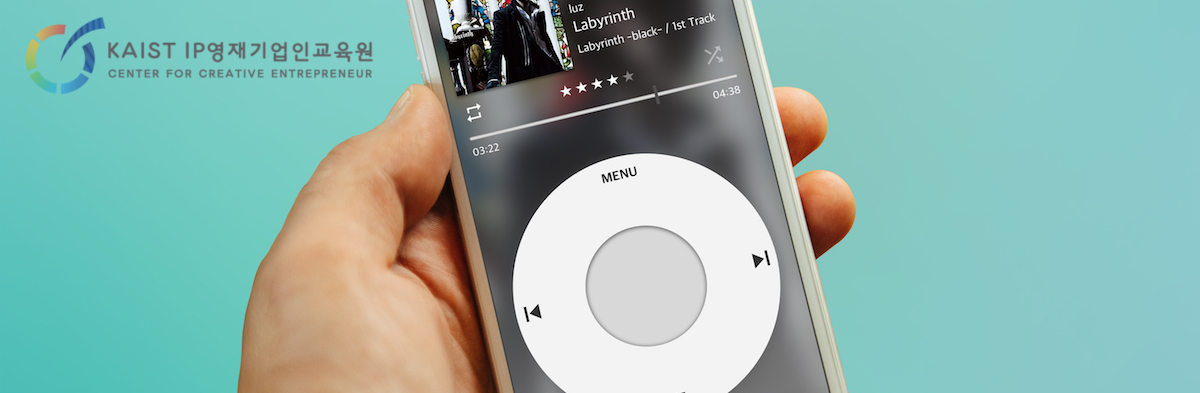 KAIST IP영재기업인교육원
CENTER FOR CREATIVE ENTREPRENEUR
luz
Labyrinth
Labyrinth -black- / 1st Track
03:22
04:38
MENU